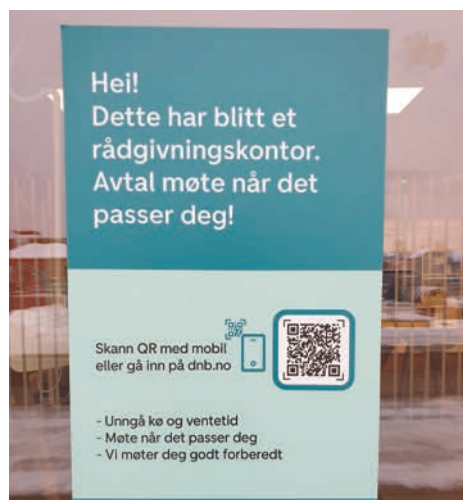 Hei!
Dette har blitt et
rådgivningskontor.
Avtal møte når det
passer deg!
Skann QR med mobil
eller gå inn på dnb.no
- Unngå kø og ventetid
- Møte når det passer deg
- Vi møter deg godt forberedt